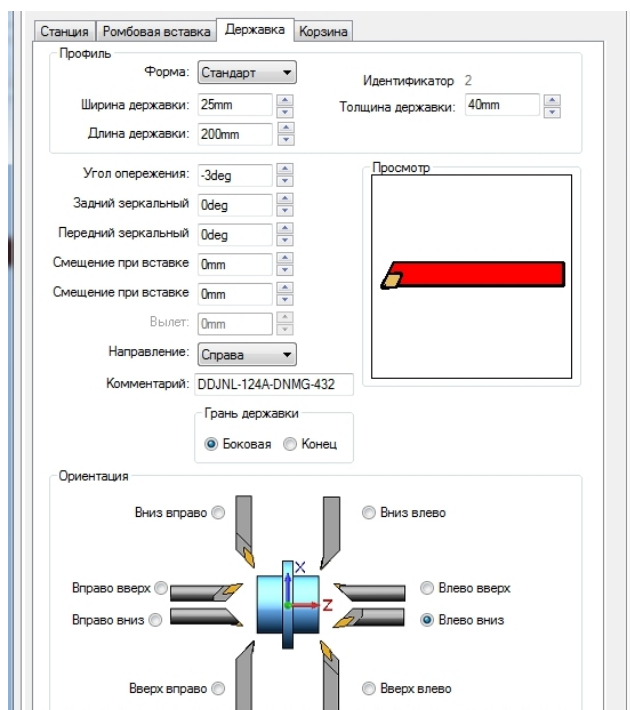 Станция Ромбовая вставка Державка Корзина
Профиль
Форма: Стандарт
Идентификатор 2
Ширина державки: 25mm
Толщина державки: 40mm
Длина державки: 200mm
Угол опережения: -3deg
Просмотр
Задний зеркальный 0deg
Передний зеркальный 0deg
Смещение при вставке 0mm
Смещение при вставке 0mm
Вылет: 0mm
Направление: Справа
Комментарий: DDJNL-124A-DNMG-432
Грань державки
Боковая Конец
Ориентация
Вниз вправо Вниз влево
X
Вправо вверх Влево вверх
Z
Вправо вниз Влево вниз
Вверх вправо Вверх влево